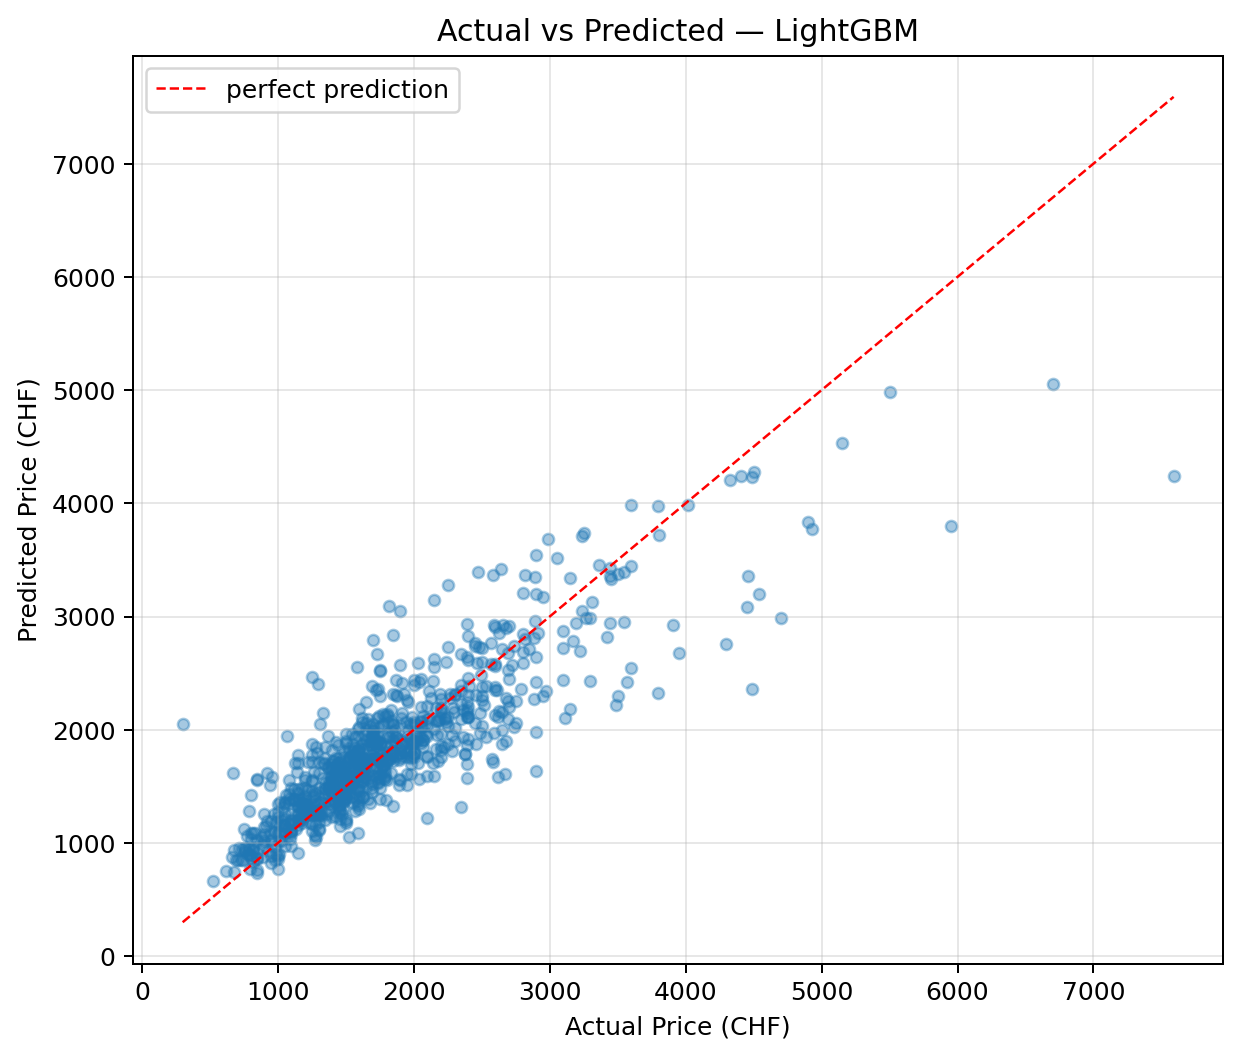 Actual vs Predicted — LightGBM
perfect prediction
Predicted Price (CHF)
7000
6000
5000
4000
3000
2000
1000
0
0 1000 2000 3000 4000 5000 6000 7000
Actual Price (CHF)